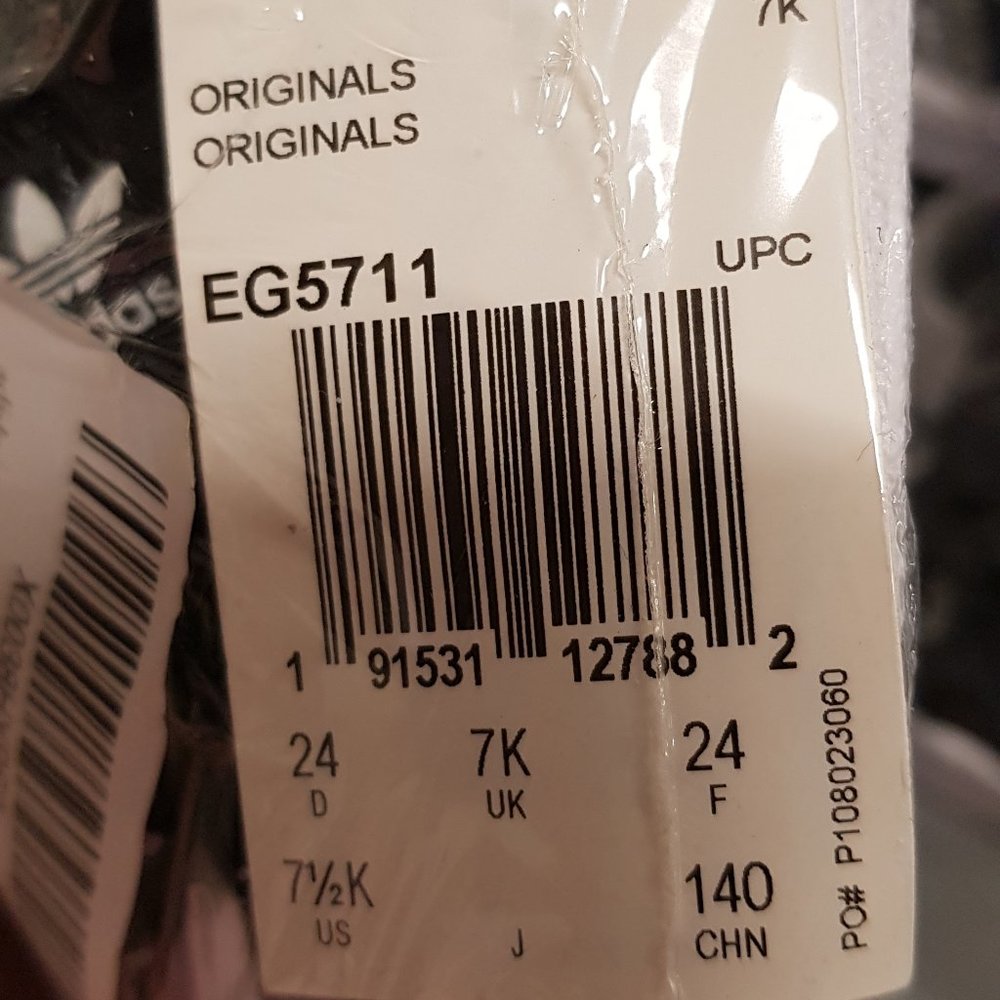 7K
ORIGINALS
ORIGINALS
UPC
EG5711
adidas
1 91531 12788 2
24 7K 24
D UK F
7½K 140
US J CHN
PO# P108023060